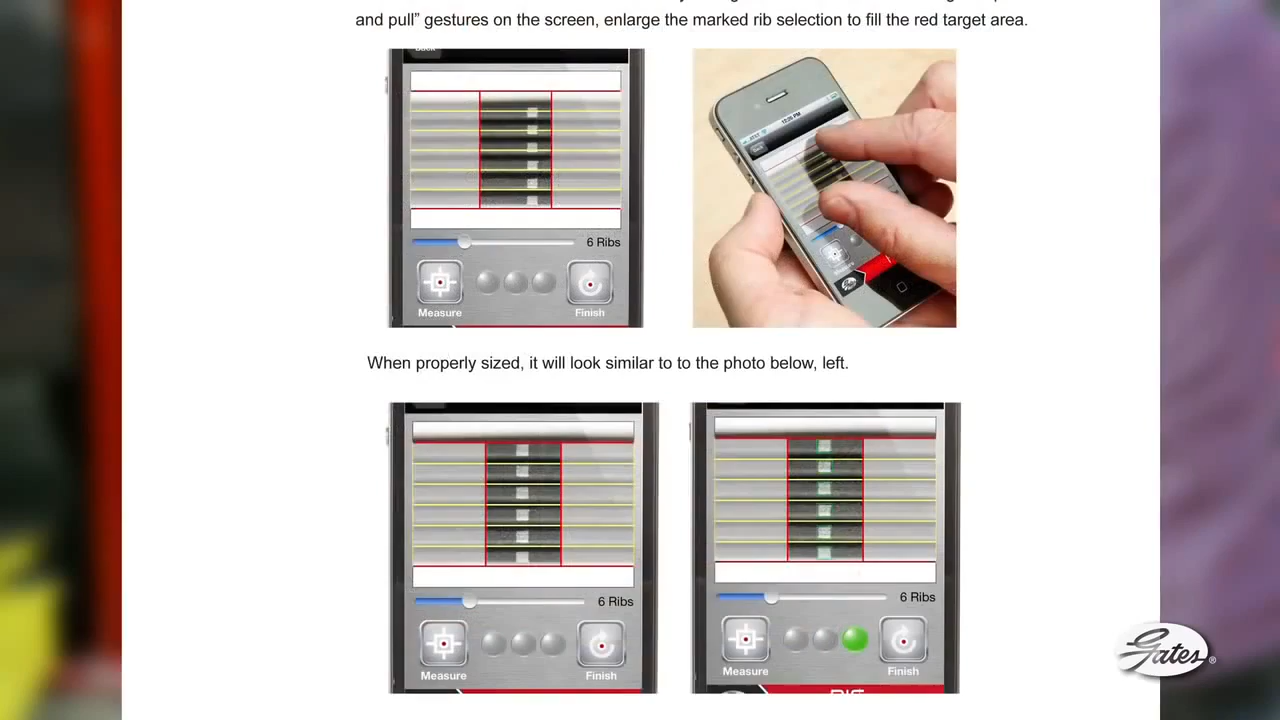 and pull” gestures on the screen, enlarge the marked rib selection to fill the red target area.
Back
6 Ribs
Measure
Finish
When properly sized, it will look similar to to the photo below, left.
6 Ribs
Measure
Finish
6 Ribs
Measure
Finish
Gates®